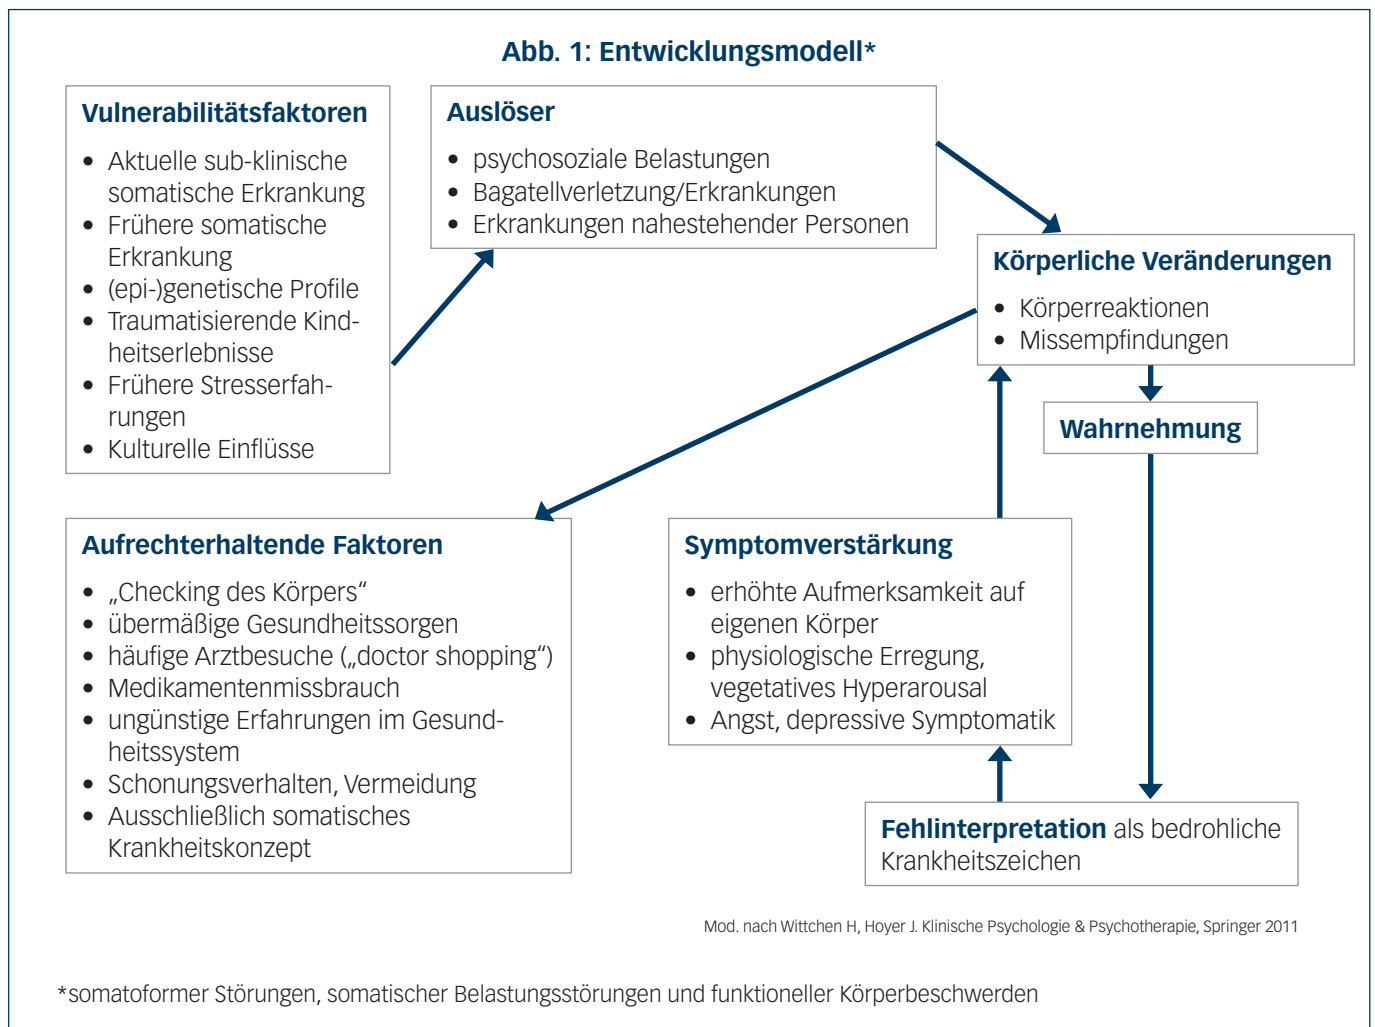 Abb. 1: Entwicklungsmodell*
Vulnerabilitätsfaktoren
• Aktuelle sub-klinische
somatische Erkrankung
• Frühere somatische
Erkrankung
• (epi-)genetische Profile
• Traumatisierende Kind-
heitserlebnisse
• Frühere Stresserfah-
rungen
• Kulturelle Einflüsse
Auslöser
• psychosoziale Belastungen
• Bagatellverletzung/Erkrankungen
• Erkrankungen nahestehender Personen
Körperliche Veränderungen
• Körperreaktionen
• Missempfindungen
Wahrnehmung
Aufrechterhaltende Faktoren
• „Checking des Körpers“
• übermäßige Gesundheitssorgen
• häufige Arztbesuche („doctor shopping“)
• Medikamentenmissbrauch
• ungünstige Erfahrungen im Gesund-
heitssystem
• Schonungsverhalten, Vermeidung
• Ausschließlich somatisches
Krankheitskonzept
Symptomverstärkung
• erhöhte Aufmerksamkeit auf
eigenen Körper
• physiologische Erregung,
vegetatives Hyperarousal
• Angst, depressive Symptomatik
Fehlinterpretation als bedrohliche
Krankheitszeichen
Mod. nach Wittchen H, Hoyer J. Klinische Psychologie & Psychotherapie, Springer 2011
*somatoformer Störungen, somatischer Belastungsstörungen und funktioneller Körperbeschwerden